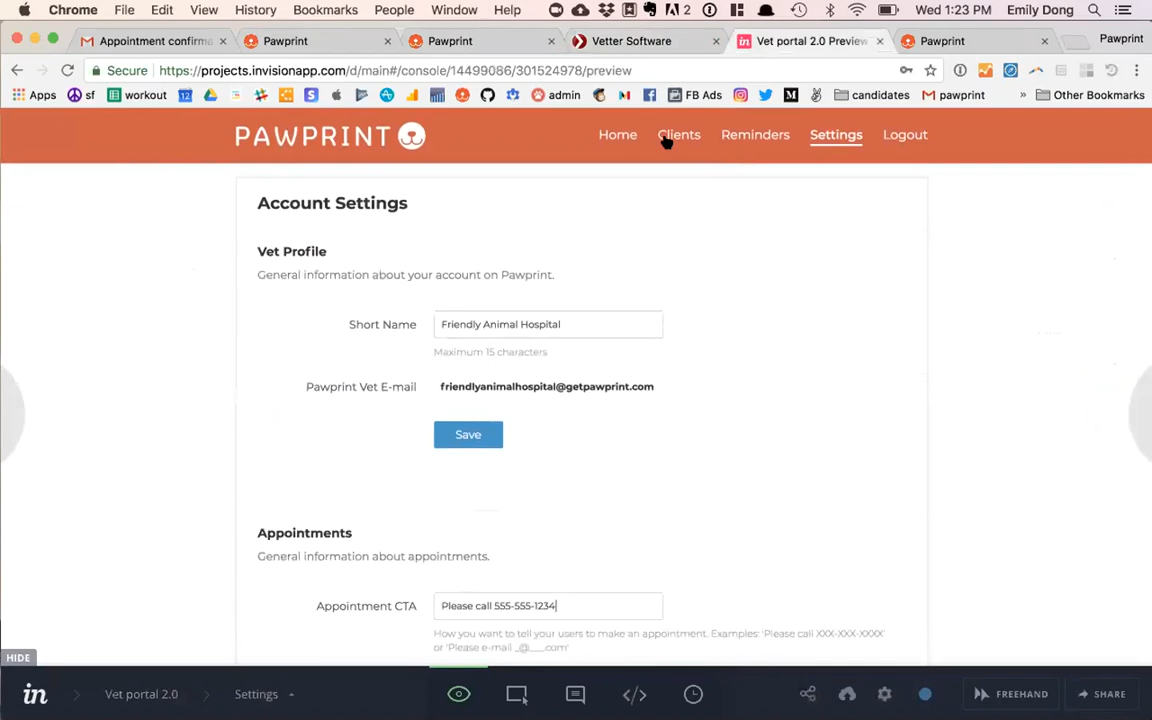 Chrome File Edit View History Bookmarks People Window Help 2 Wed 1:23 PM Emily Dong
Appointment confirma Pawprint Pawprint Vetter Software Vet portal 2.0 Preview Pawprint Pawprint
Secure https://projects.invisionapp.com/d/main#/console/14499086/301524978/preview
Apps sf workout 12 admin FB Ads candidates pawprint » Other Bookmarks
PAWPRINT Home Clients Reminders Settings Logout
Account Settings
Vet Profile
General information about your account on Pawprint.
Short Name Friendly Animal Hospital
Maximum 15 characters
Pawprint Vet E-mail friendlyanimalhospital@getpawprint.com
Save
Appointments
General information about appointments.
Appointment CTA Please call 555-555-1234
How you want to tell your users to make an appointment. Examples: 'Please call XXX-XXX-XXXX'
or 'Please e-mail _@___.com'
HIDE
in Vet portal 2.0 Settings FREEHAND SHARE